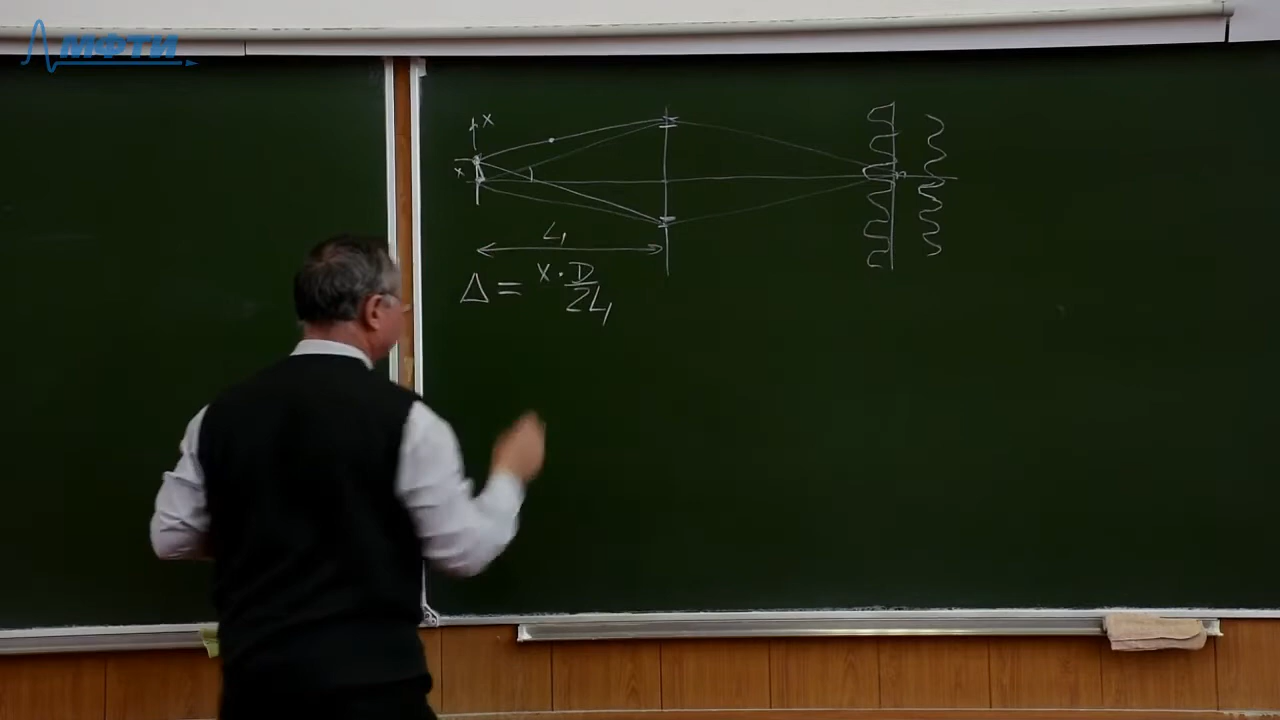 МФТИ
x
x
L₁
Δ = x · D / 2L₁